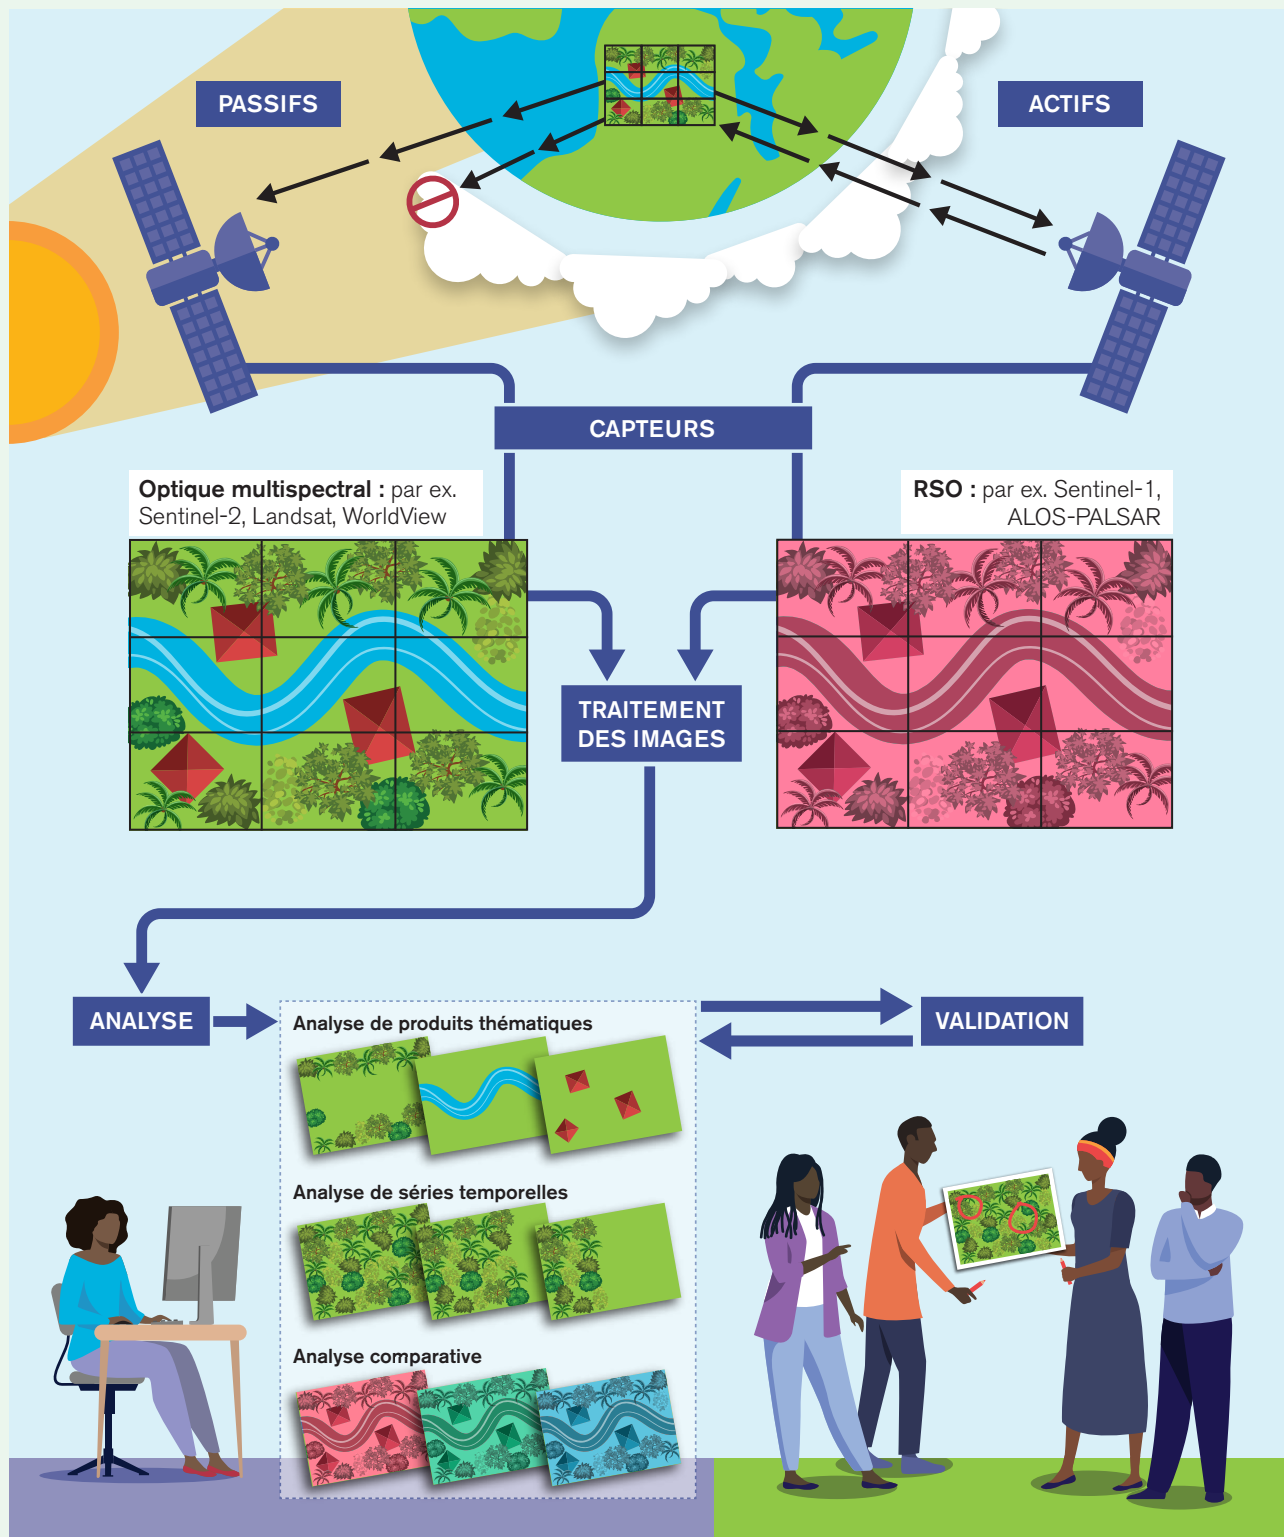 PASSIFS
ACTIFS
CAPTEURS
Optique multispectral : par ex.
Sentinel-2, Landsat, WorldView
RSO : par ex. Sentinel-1,
ALOS-PALSAR
TRAITEMENT
DES IMAGES
ANALYSE
Analyse de produits thématiques
VALIDATION
Analyse de séries temporelles
Analyse comparative